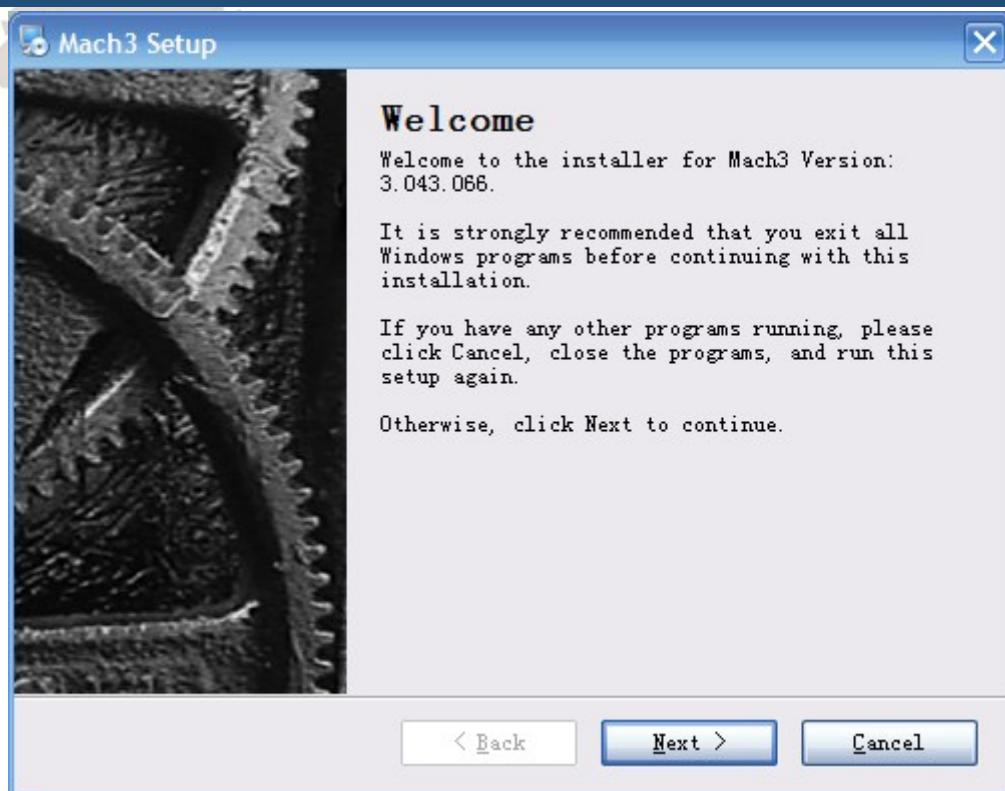 Mach3 Setup
Welcome
Welcome to the installer for Mach3 Version:
3.043.066.
It is strongly recommended that you exit all
Windows programs before continuing with this
installation.
If you have any other programs running, please
click Cancel, close the programs, and run this
setup again.
Otherwise, click Next to continue.
< Back
Next >
Cancel